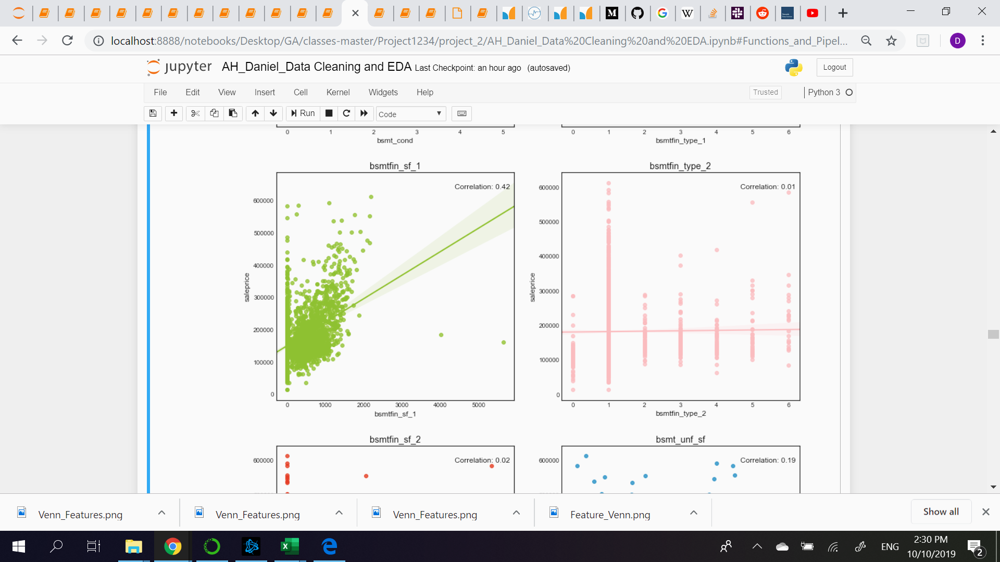 localhost:8888/notebooks/Desktop/GA/classes-master/Project1234/project_2/AH_Daniel_Data%20Cleaning%20and%20EDA.ipynb#Functions_and_Pipel...
D
jupyter AH_Daniel_Data Cleaning and EDA Last Checkpoint: an hour ago (autosaved)
Logout
File Edit View Insert Cell Kernel Widgets Help
Trusted
Python 3
Run
Code
0 1 2 3 4 5
bsmt_cond
0 1 2 3 4 5 6
bsmtfin_type_1
bsmtfin_sf_1
Correlation: 0.42
600000
500000
400000
300000
200000
100000
0
saleprice
0 1000 2000 3000 4000 5000
bsmtfin_sf_1
bsmtfin_type_2
Correlation: 0.01
600000
500000
400000
300000
200000
100000
0
saleprice
0 1 2 3 4 5 6
bsmtfin_type_2
bsmtfin_sf_2
600000
Correlation: 0.02
bsmt_unf_sf
600000
Correlation: 0.19
Venn_Features.png
Venn_Features.png
Venn_Features.png
Feature_Venn.png
Show all
ENG
2:30 PM
10/10/2019
2